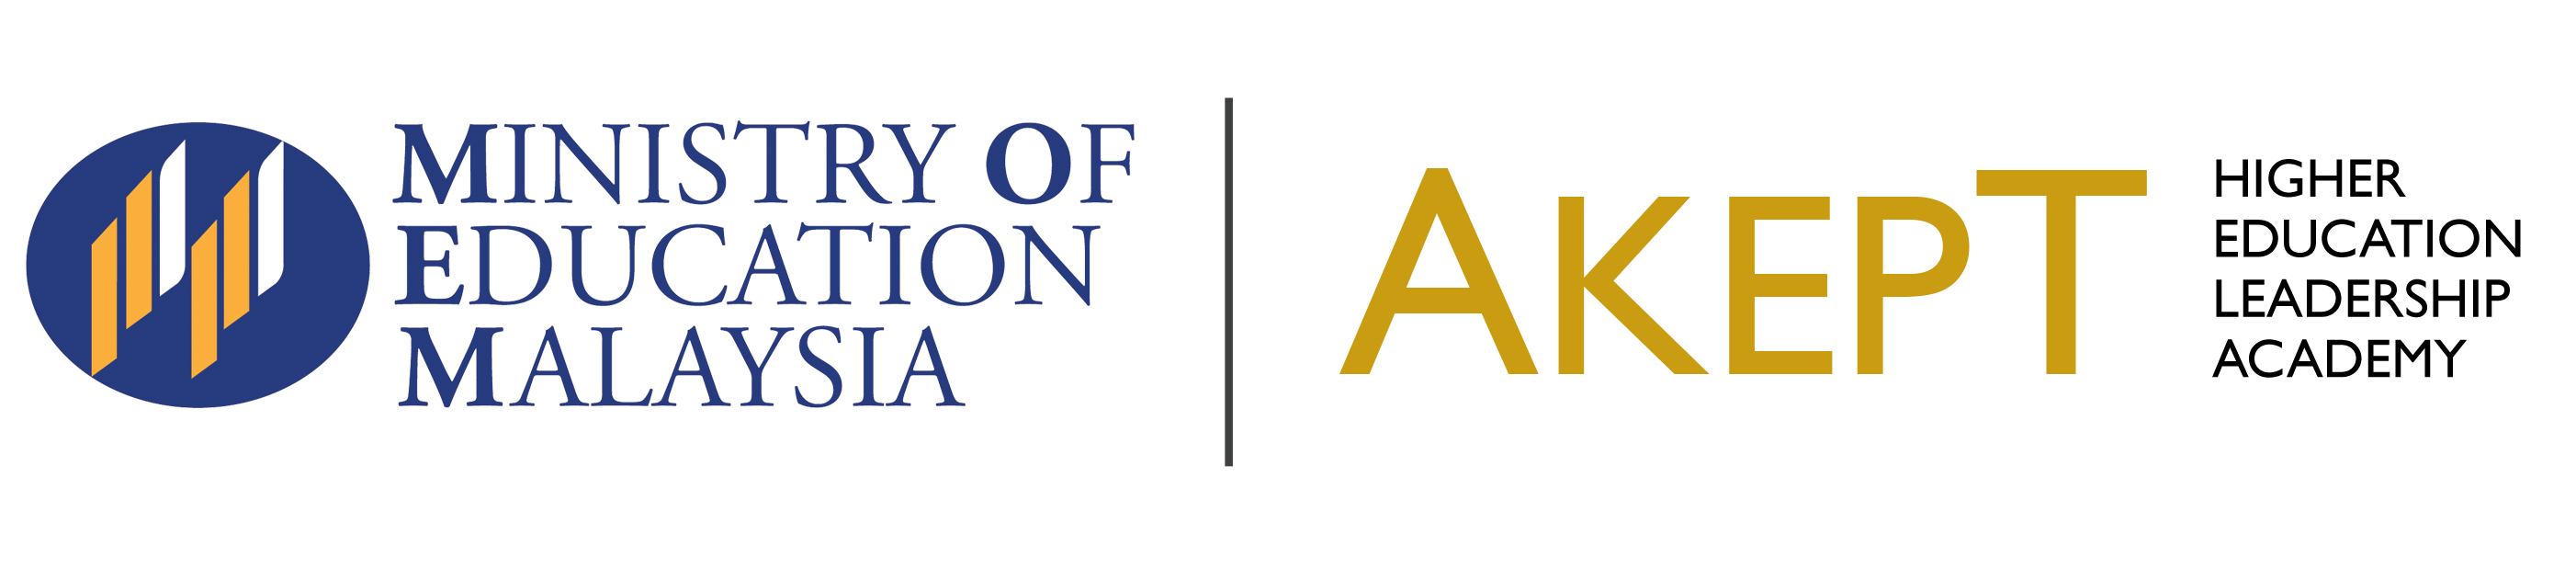 MINISTRY OF
EDUCATION
MALAYSIA
AKEPT
HIGHER
EDUCATION
LEADERSHIP
ACADEMY